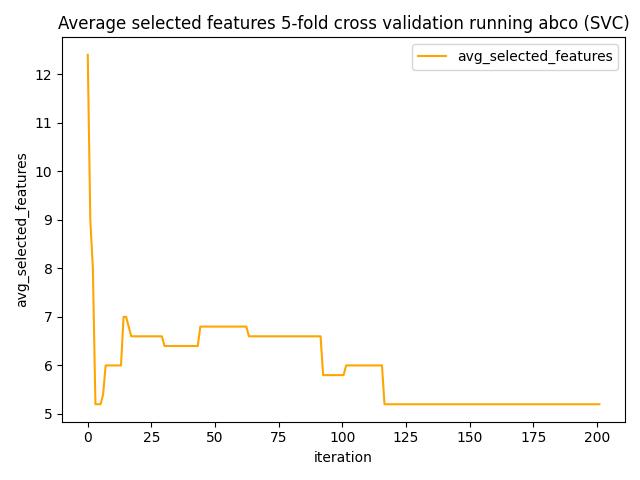 Average selected features 5-fold cross validation running abco (SVC)
avg_selected_features
avg_selected_features
12
11
10
9
8
7
6
5
0 25 50 75 100 125 150 175 200
iteration